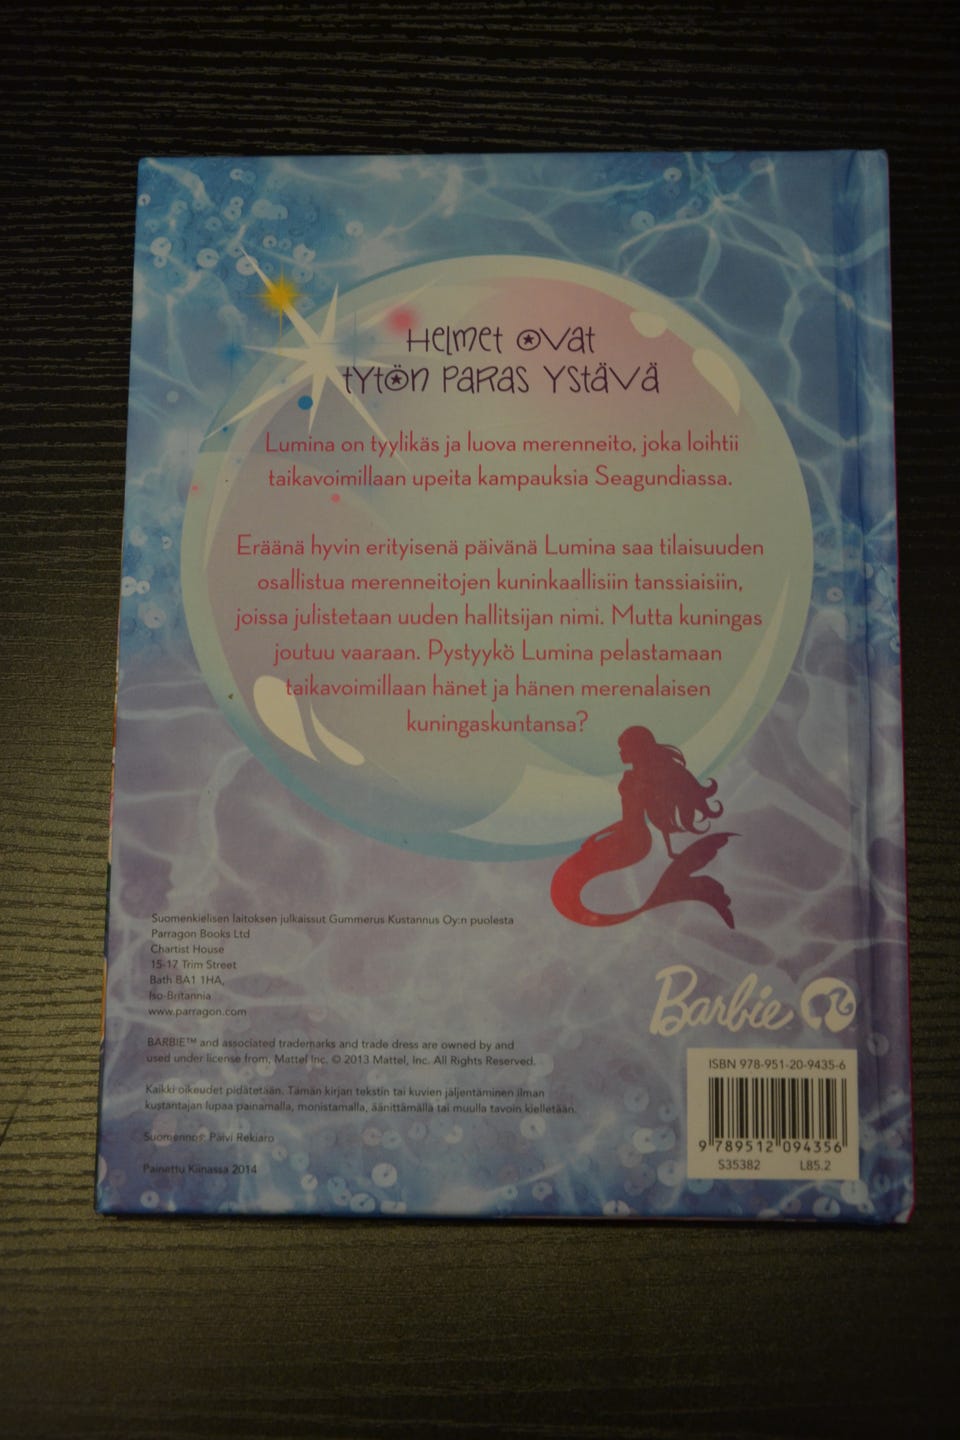 Helmet ovat
tytön paras ystävä
Lumina on tyylikäs ja luova merenneito, joka loihtii
taikavoimillaan upeita kampauksia Seagundiassa.
Eräänä hyvin erityisenä päivänä Lumina saa tilaisuuden
osallistua merenneitojen kuninkaallisiin tanssiaisiin,
joissa julistetaan uuden hallitsijan nimi. Mutta kuningas
joutuu vaaraan. Pystyykö Lumina pelastamaan
taikavoimillaan hänet ja hänen merenalaisen
kuningaskuntansa?
Suomenkielisen laitoksen julkaissut Gummerus Kustannus Oy:n puolesta
Parragon Books Ltd
Chartist House
15-17 Trim Street
Bath BA1 1HA,
Iso-Britannia
www.parragon.com
BARBIE™ and associated trademarks and trade dress are owned by and
used under license from, Mattel Inc. © 2013 Mattel, Inc. All Rights Reserved.
Kaikki oikeudet pidätetään. Tämän kirjan tekstin tai kuvien jäljentäminen ilman
kustantajan lupaa painamalla, monistamalla, äänittämällä tai muulla tavoin kielletään.
Suomennos: Päivi Rekiaro
Painettu Kiinassa 2014
Barbie
ISBN 978-951-20-9435-6
9 789512 094356
S35382 L85.2